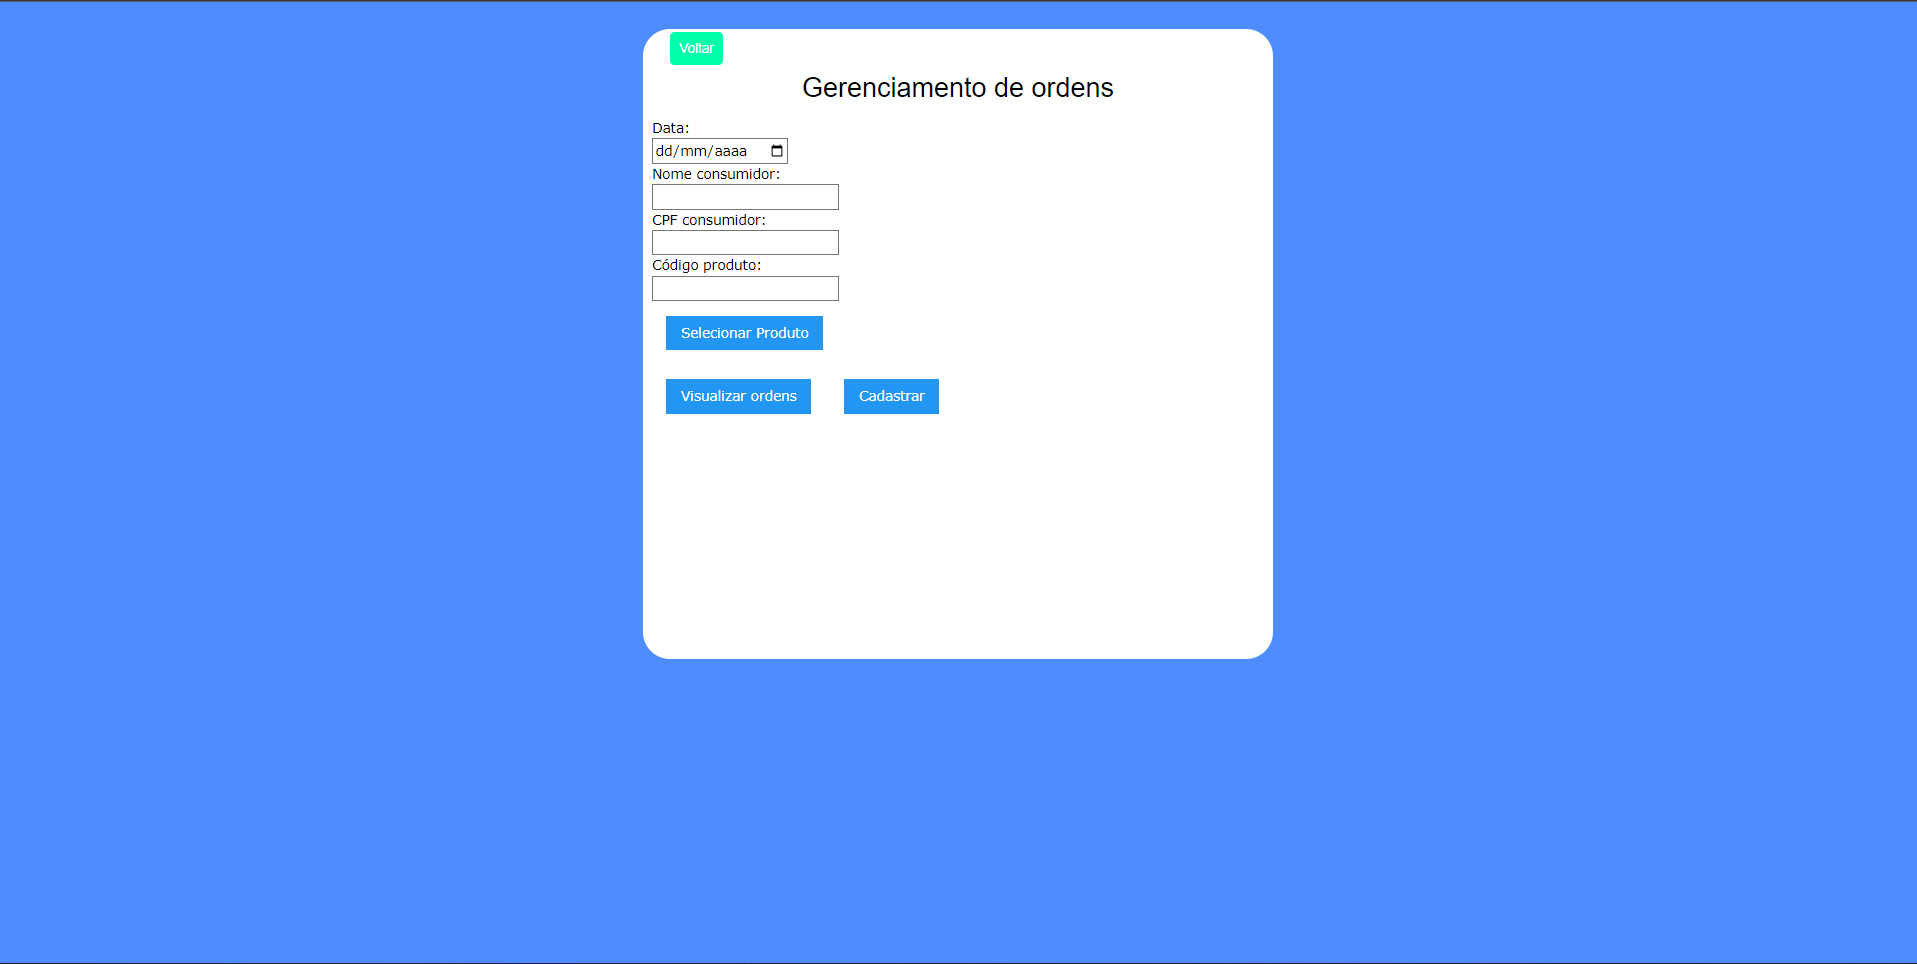 Voltar
Gerenciamento de ordens
Data:
dd/mm/aaaa
Nome consumidor:
CPF consumidor:
Código produto:
Selecionar Produto
Visualizar ordens Cadastrar